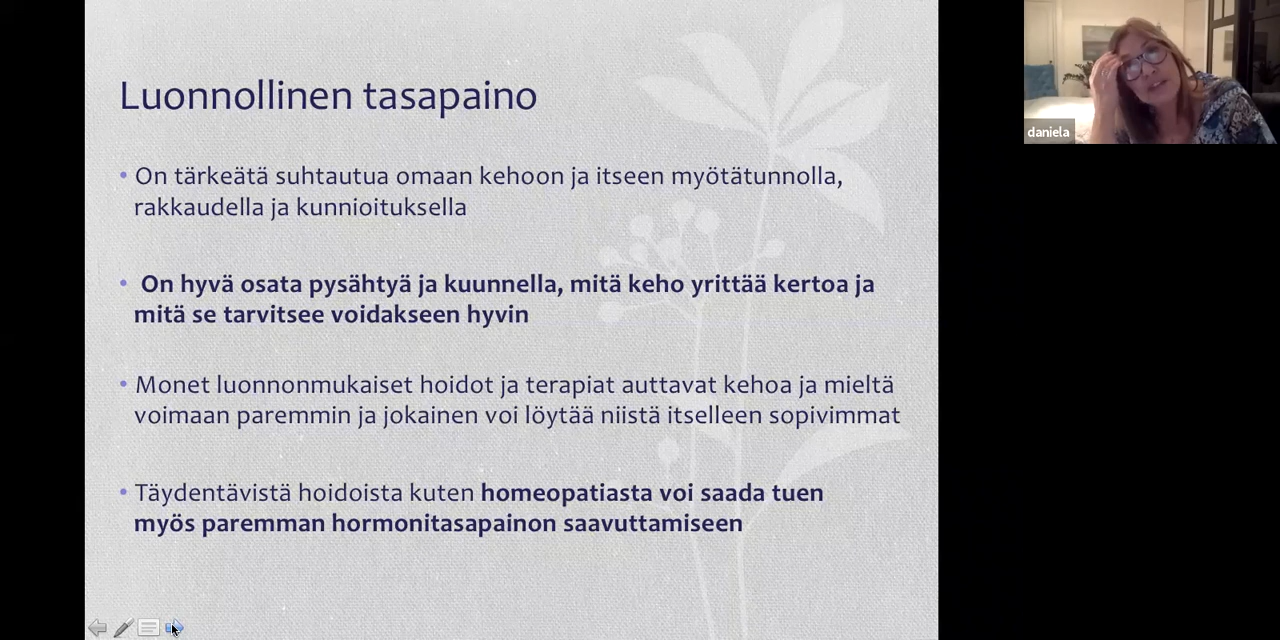 Luonnollinen tasapaino
• On tärkeätä suhtautua omaan kehoon ja itseen myötätunnolla,
rakkaudella ja kunnioituksella
• On hyvä osata pysähtyä ja kuunnella, mitä keho yrittää kertoa ja
mitä se tarvitsee voidakseen hyvin
• Monet luonnonmukaiset hoidot ja terapiat auttavat kehoa ja mieltä
voimaan paremmin ja jokainen voi löytää niistä itselleen sopivimmat
• Täydentävistä hoidoista kuten homeopatiasta voi saada tuen
myös paremman hormonitasapainon saavuttamiseen
daniela